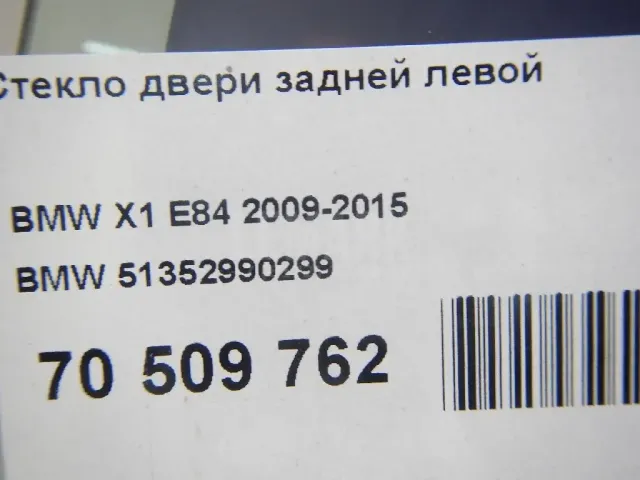 Стекло двери задней левой
BMW X1 E84 2009-2015
BMW 51352990299
70 509 762